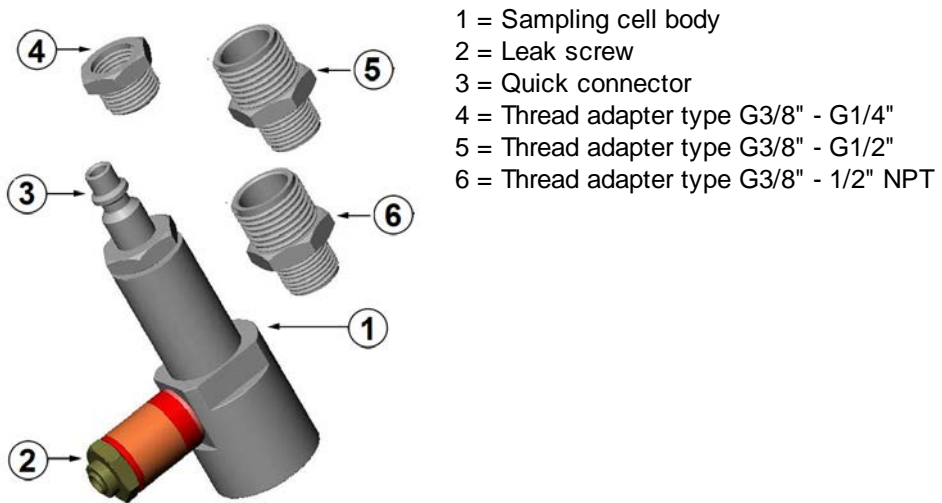 1 = Sampling cell body
2 = Leak screw
3 = Quick connector
4 = Thread adapter type G3/8" - G1/4"
5 = Thread adapter type G3/8" - G1/2"
6 = Thread adapter type G3/8" - 1/2" NPT
4
5
3
6
1
2